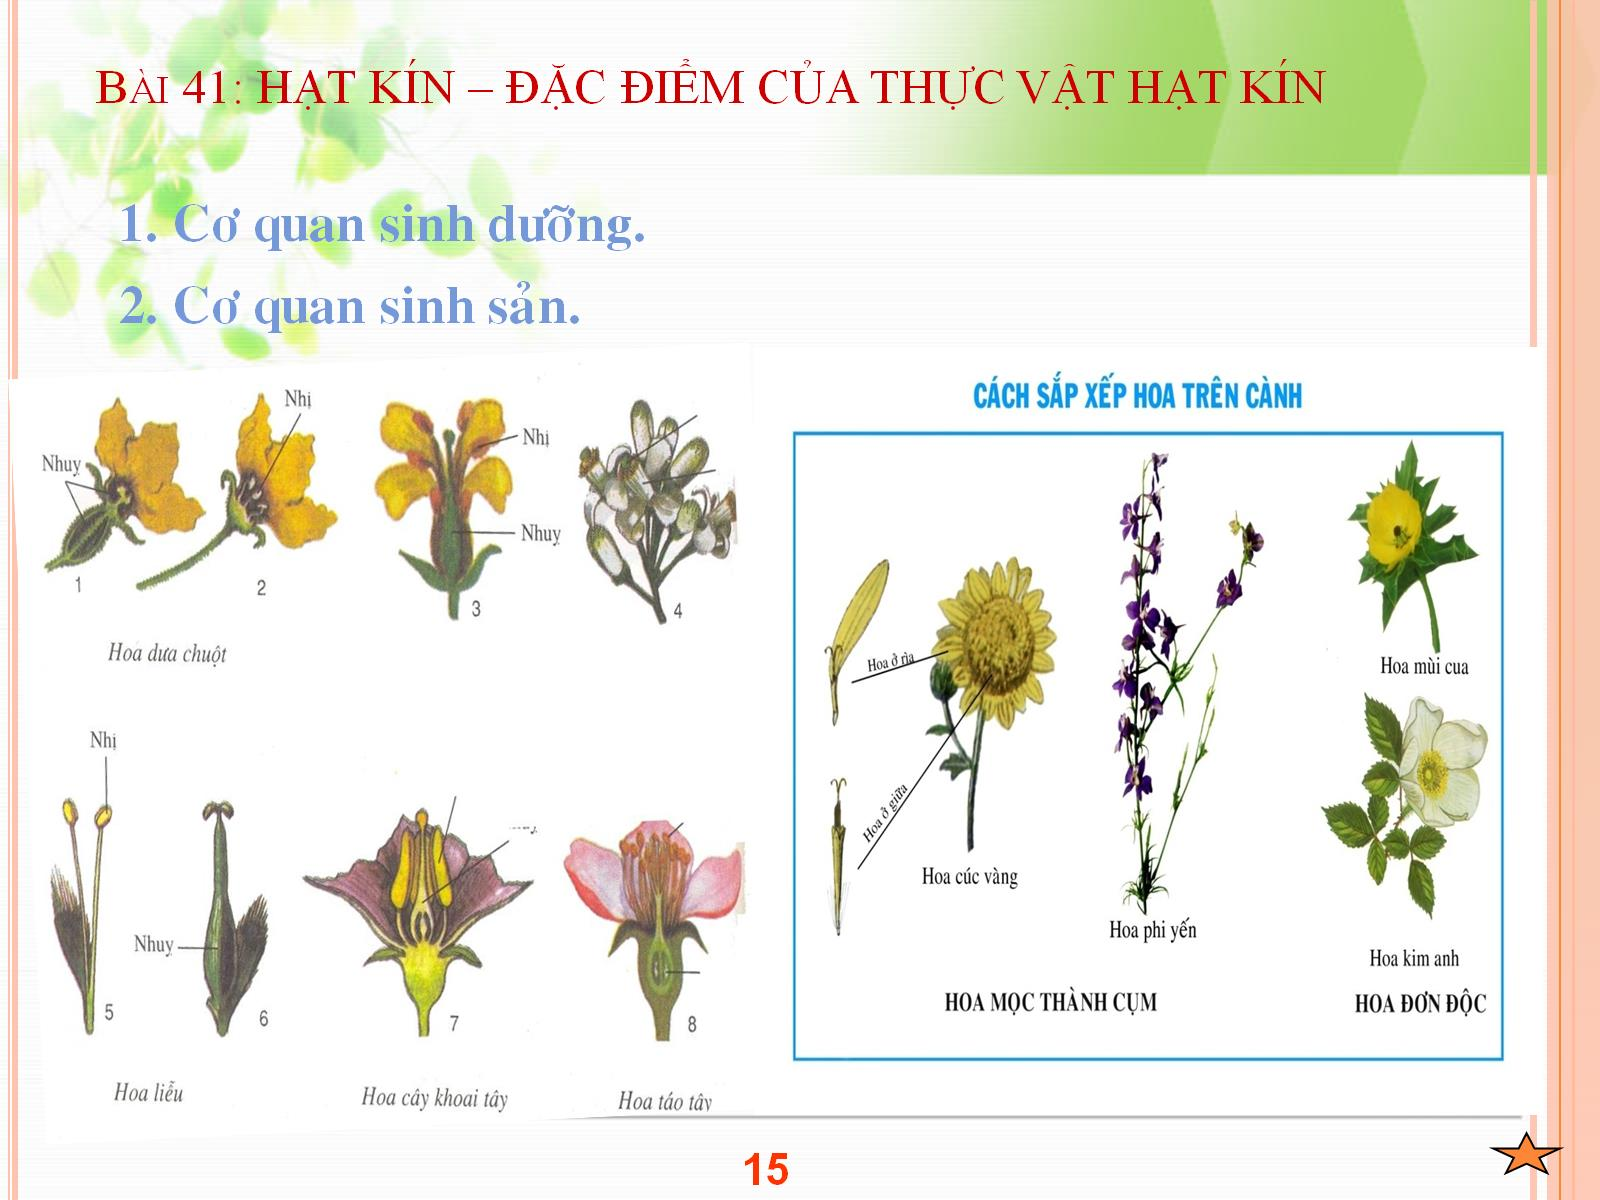 BÀI 41: HẠT KÍN – ĐẶC ĐIỂM CỦA THỰC VẬT HẠT KÍN
1. Cơ quan sinh dưỡng.
2. Cơ quan sinh sản.
Nhuỵ
Nhị
1
2
Hoa dưa chuột
Nhị
Nhuỵ
3
4
Nhị
5
Nhuỵ
6
Hoa liễu
7
Hoa cây khoai tây
8
Hoa táo tây
CÁCH SẮP XẾP HOA TRÊN CÀNH
Hoa ở rìa
Hoa ở giữa
Hoa cúc vàng
Hoa phi yến
HOA MỌC THÀNH CỤM
Hoa mùi cua
Hoa kim anh
HOA ĐƠN ĐỘC
15